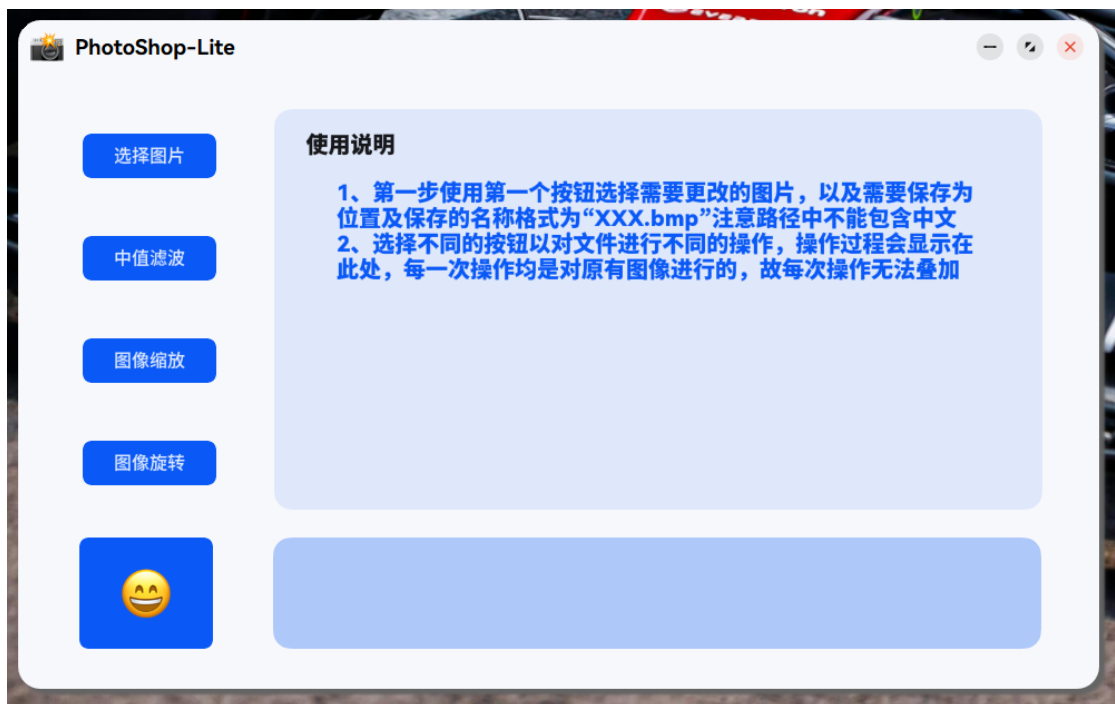 PhotoShop-Lite
选择图片
中值滤波
图像缩放
图像旋转
使用说明
1、第一步使用第一个按钮选择需要更改的图片，以及需要保存为
位置及保存的名称格式为“XXX.bmp”注意路径中不能包含中文
2、选择不同的按钮以对文件进行不同的操作，操作过程会显示在
此处，每一次操作均是对原有图像进行的，故每次操作无法叠加